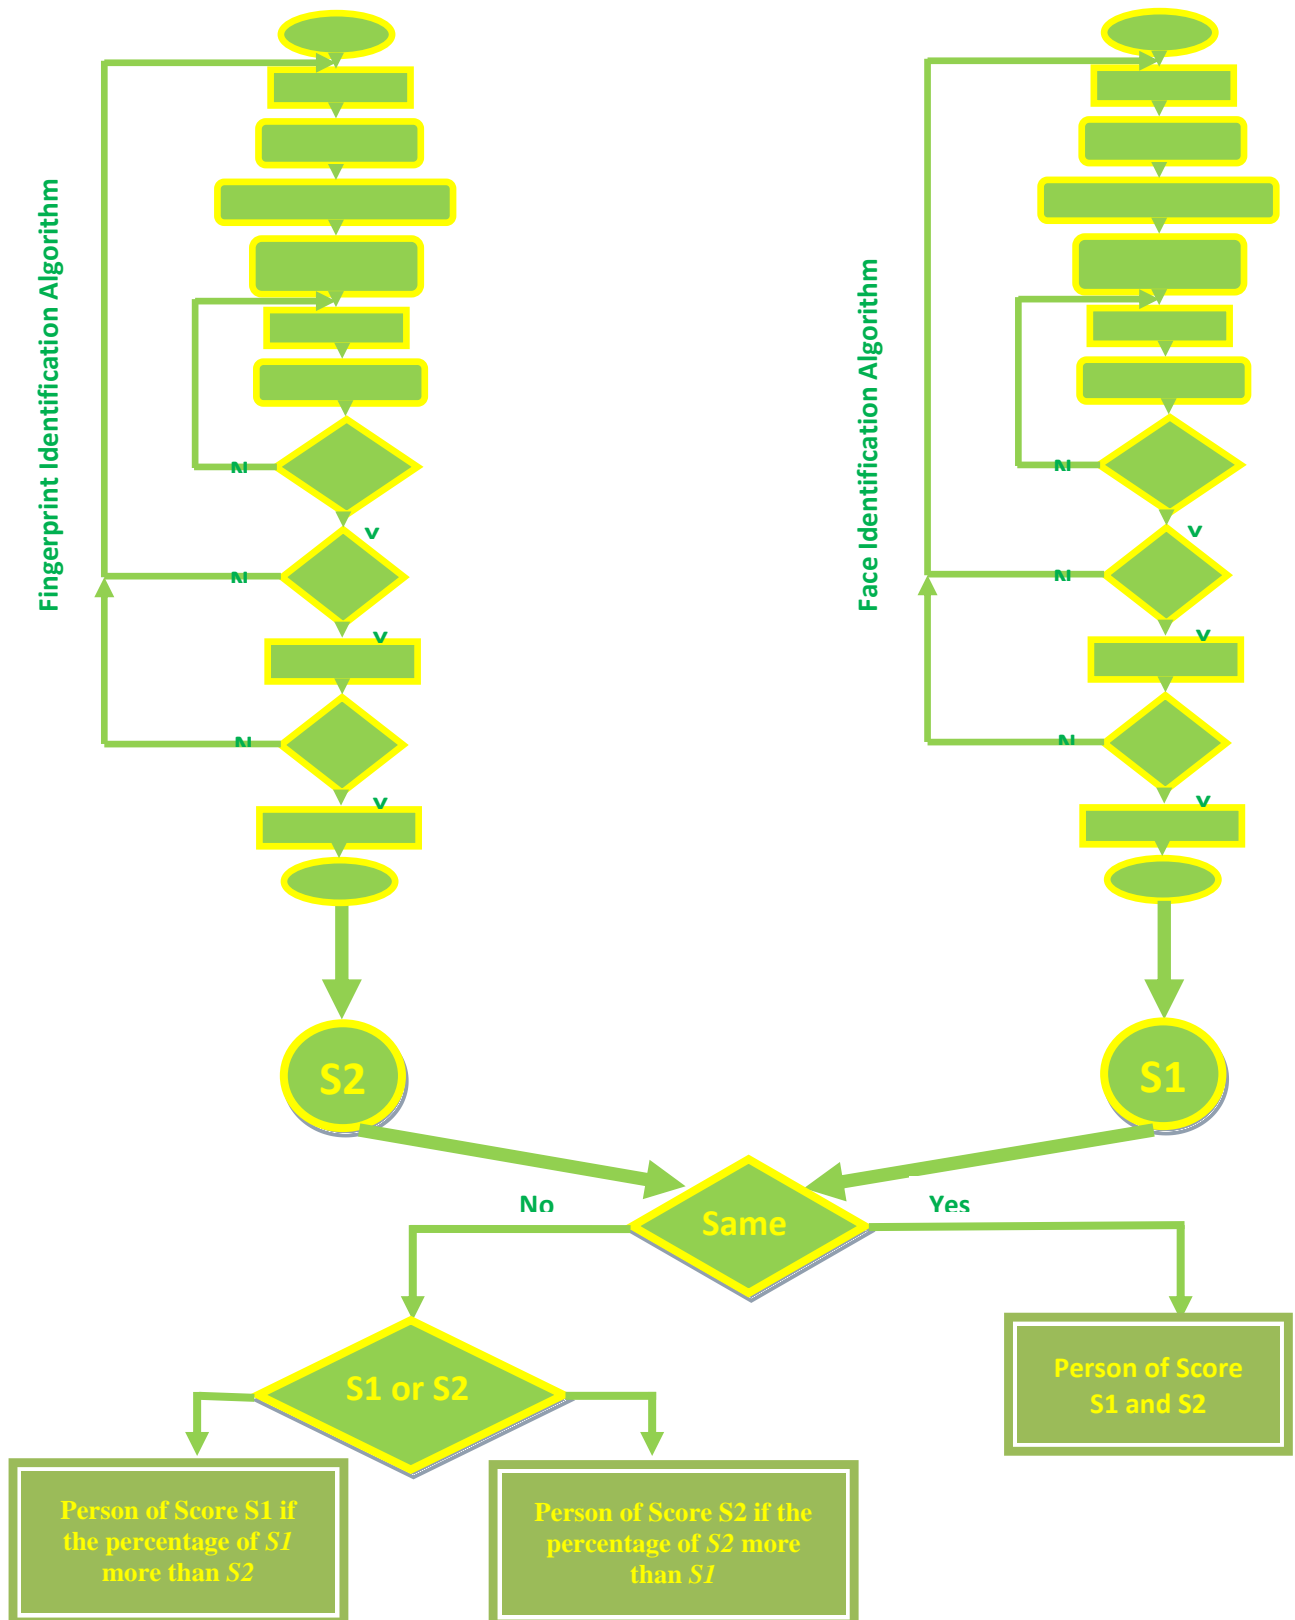 Fingerprint Identification Algorithm
Face Identification Algorithm
S2
S1
No
Same
Yes
S1 or S2
Person of Score
S1 and S2
Person of Score S1 if
the percentage of S1
more than S2
Person of Score S2 if the
percentage of S2 more
than S1